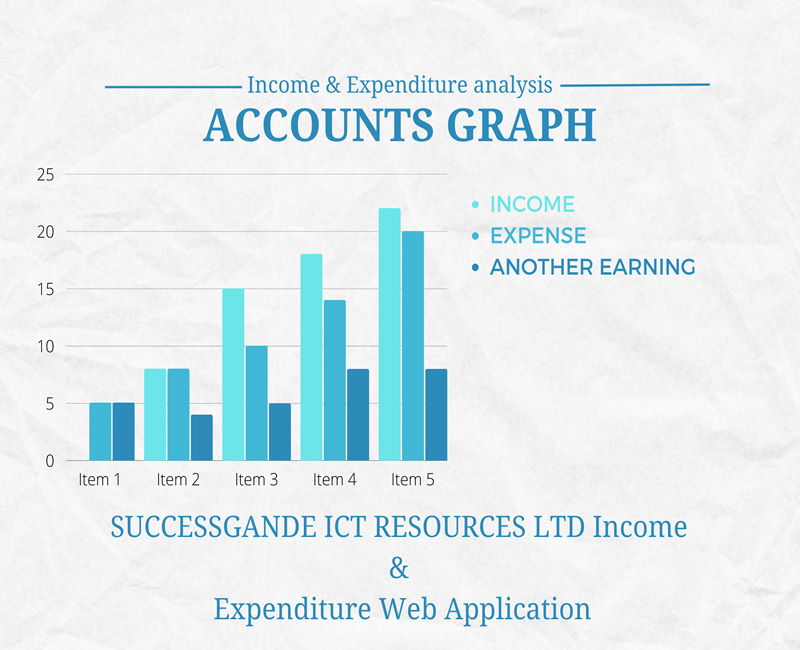 Income & Expenditure analysis
ACCOUNTS GRAPH
25
20
15
10
5
0
Item 1 Item 2 Item 3 Item 4 Item 5
INCOME
EXPENSE
ANOTHER EARNING
SUCCESSGANDE ICT RESOURCES LTD Income
&
Expenditure Web Application